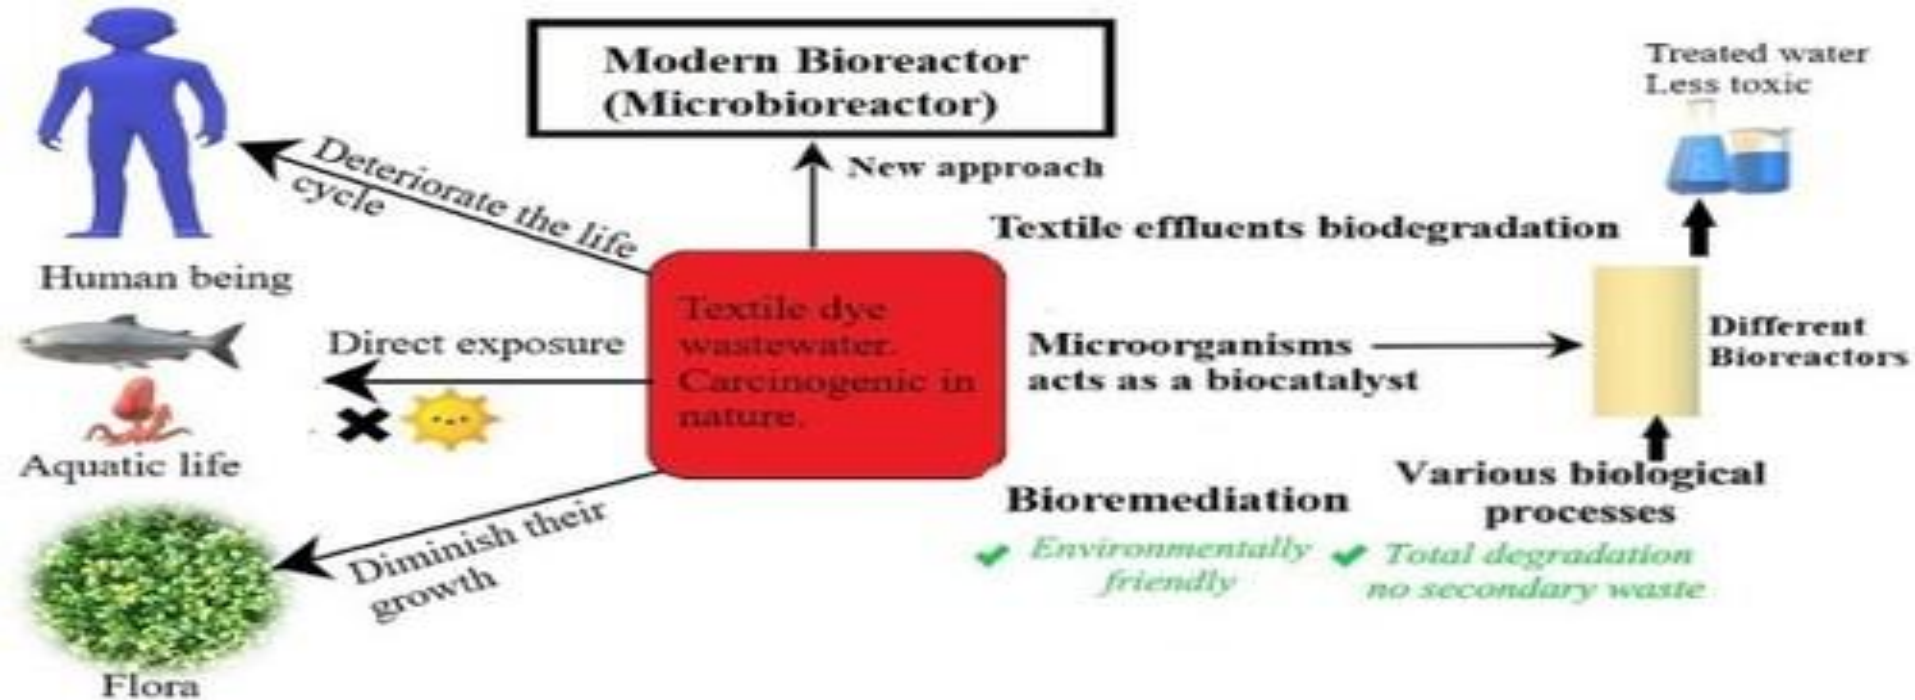 Modern Bioreactor
(Microbioreactor)
Treated water
Less toxic
Deteriorate the life
cycle
New approach
Textile effluents biodegradation
Human being
Textile dye
wastewater.
Carcinogenic in
nature.
Direct exposure
Microorganisms
acts as a biocatalyst
Different
Bioreactors
Aquatic life
Various biological
processes
Bioremediation
Diminish their
growth
Environmentally
friendly
Total degradation
no secondary waste
Flora